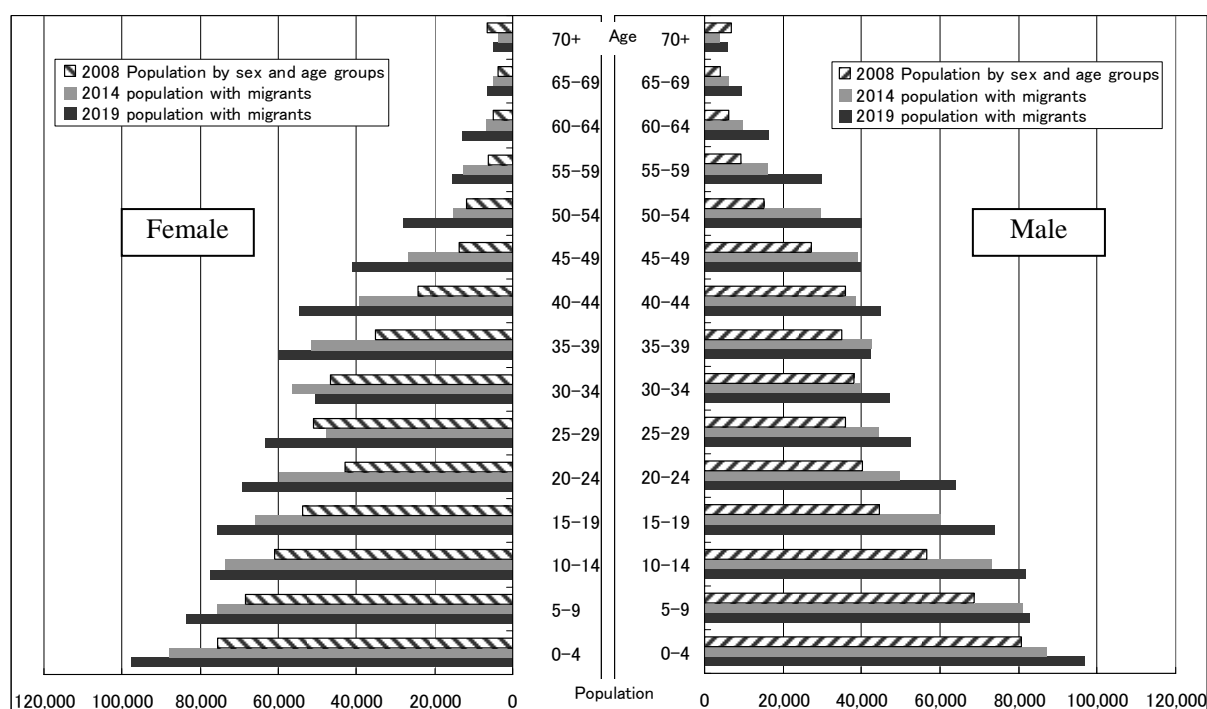 70+ Age 70+
2008 Population by sex and age groups
2014 population with migrants
2019 population with migrants
2008 Population by sex and age groups
2014 population with migrants
2019 population with migrants
65-69 65-69
60-64 60-64
55-59 55-59
Female
Male
50-54 50-54
45-49 45-49
40-44 40-44
35-39 35-39
30-34 30-34
25-29 25-29
20-24 20-24
15-19 15-19
10-14 10-14
5-9 5-9
0-4 0-4
Population
120,000 100,000 80,000 60,000 40,000 20,000 0 0 20,000 40,000 60,000 80,000 100,000 120,000